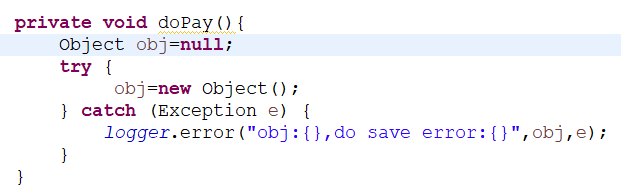 private void doPay(){
Object obj=null;
try {
obj=new Object();
} catch (Exception e) {
logger.error("obj:{},do save error:{}",obj,e);
}
}